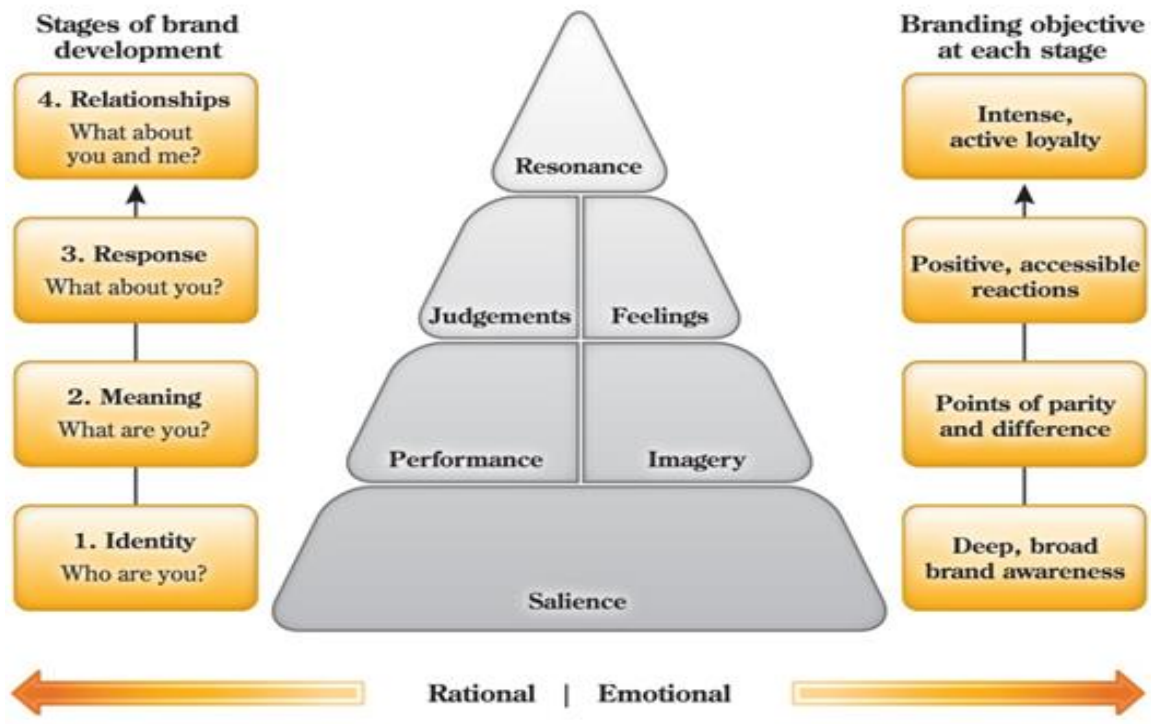 Stages of brand
development
4. Relationships
What about
you and me?
3. Response
What about you?
2. Meaning
What are you?
1. Identity
Who are you?
Resonance
Judgements
Feelings
Performance
Imagery
Salience
Branding objective
at each stage
Intense,
active loyalty
Positive, accessible
reactions
Points of parity
and difference
Deep, broad
brand awareness
Rational | Emotional